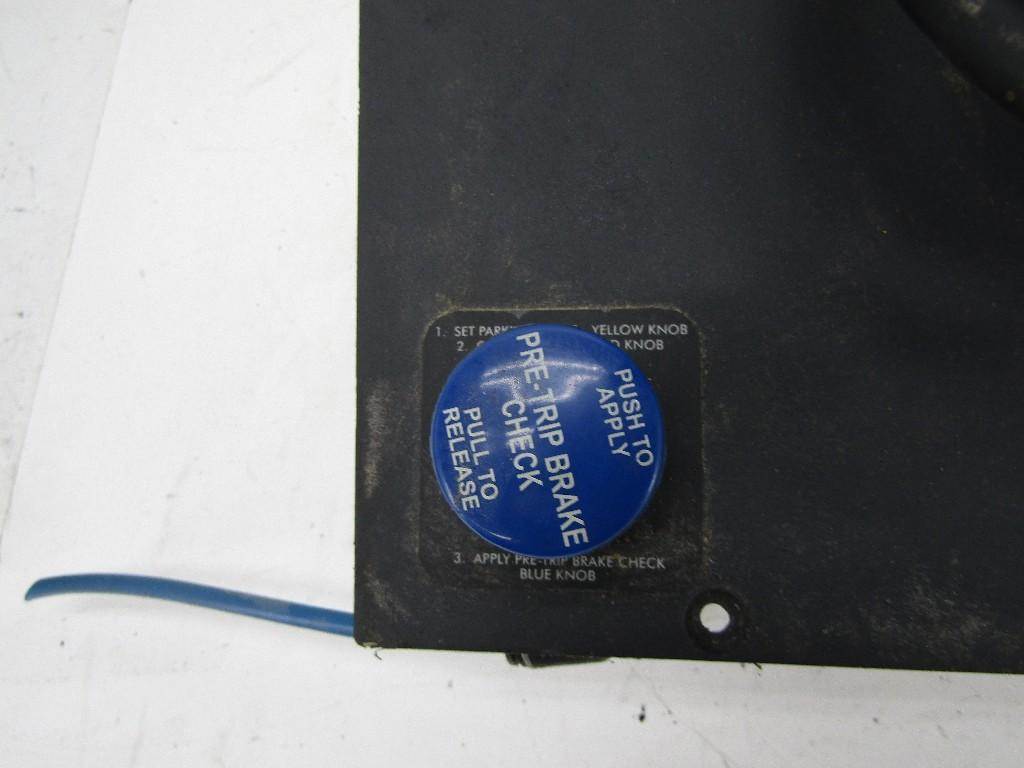 1. SET YELLOW KNOB
2. KNOB
PUSH TO
APPLY
PRE-TRIP BRAKE
CHECK
PULL TO
RELEASE
3. APPLY PRE-TRIP BRAKE CHECK
BLUE KNOB